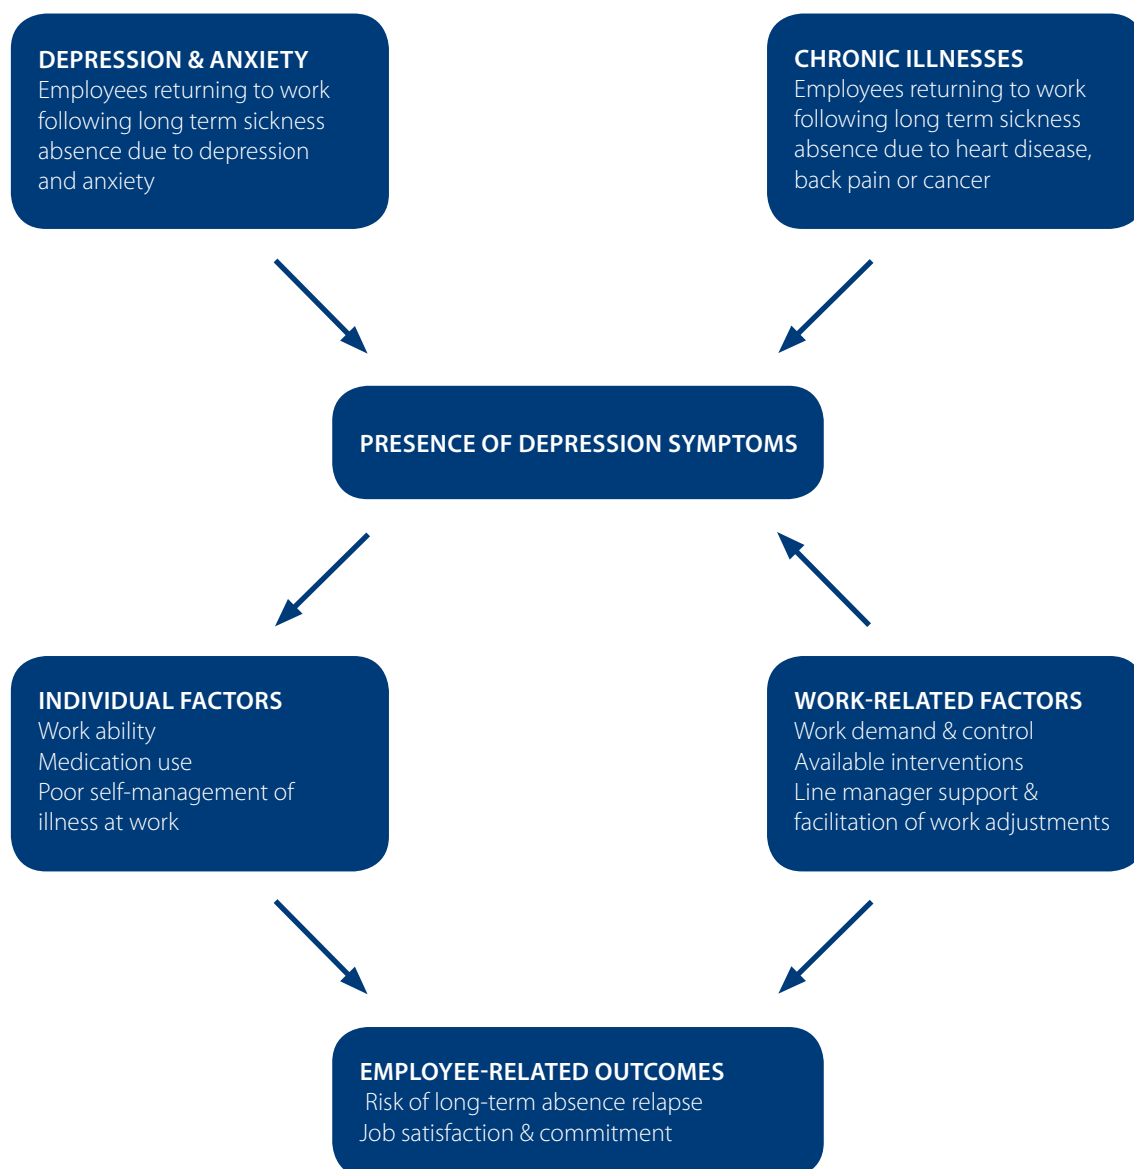 DEPRESSION & ANXIETY
Employees returning to work
following long term sickness
absence due to depression
and anxiety
CHRONIC ILLNESSES
Employees returning to work
following long term sickness
absence due to heart disease,
back pain or cancer
PRESENCE OF DEPRESSION SYMPTOMS
INDIVIDUAL FACTORS
Work ability
Medication use
Poor self-management of
illness at work
WORK-RELATED FACTORS
Work demand & control
Available interventions
Line manager support &
facilitation of work adjustments
EMPLOYEE-RELATED OUTCOMES
Risk of long-term absence relapse
Job satisfaction & commitment